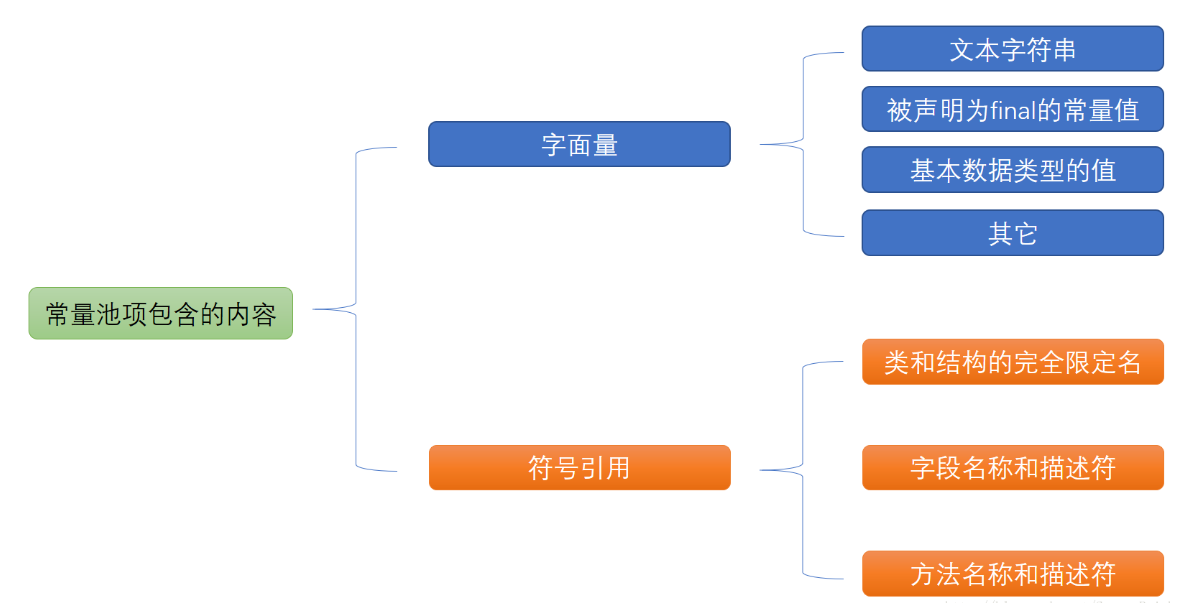 常量池项包含的内容
字面量
文本字符串
被声明为final的常量值
基本数据类型的值
其它
符号引用
类和结构的完全限定名
字段名称和描述符
方法名称和描述符